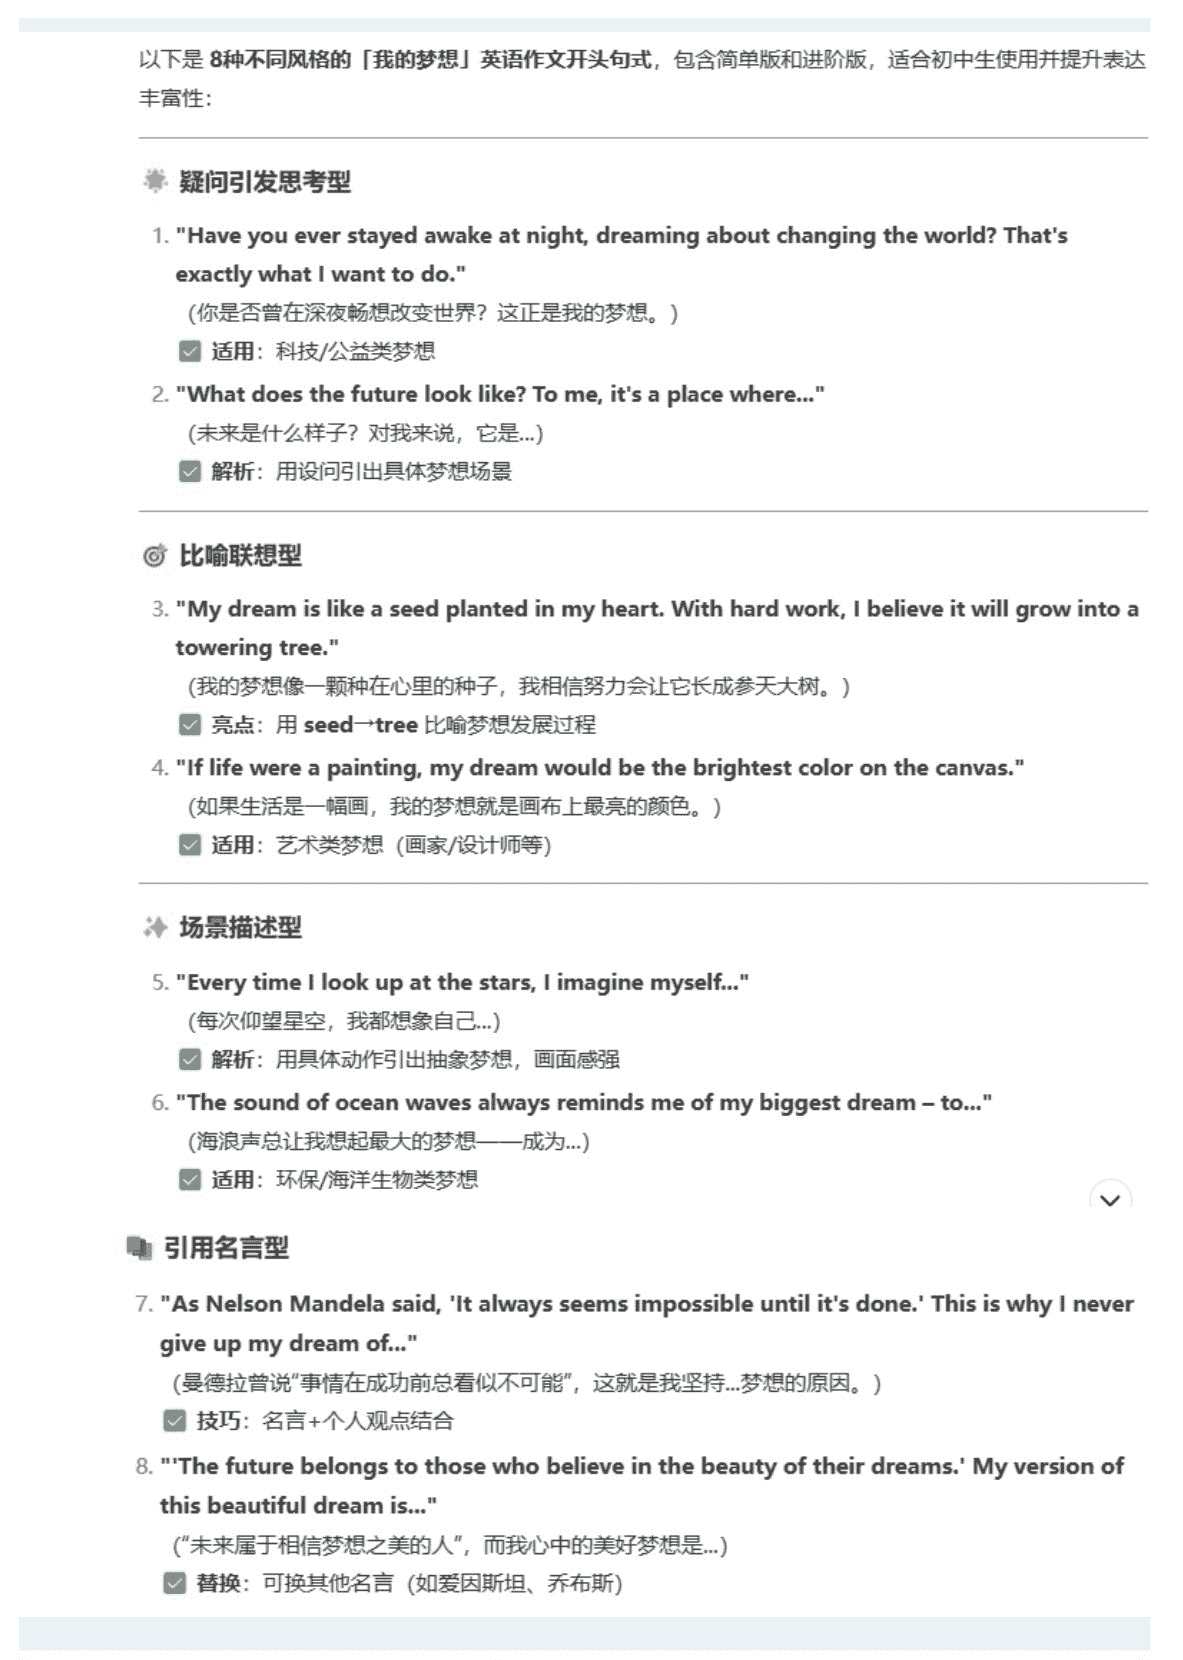 以下是 8种不同风格的「我的梦想」英语作文开头句式，包含简单版和进阶版，适合初中生使用并提升表达
丰富性：
疑问引发思考型
1. "Have you ever stayed awake at night, dreaming about changing the world? That's
exactly what I want to do."
（你是否曾在深夜畅想改变世界？这正是我的梦想。）
适用：科技/公益类梦想
2. "What does the future look like? To me, it's a place where..."
（未来是什么样子？对我来说，它是...）
解析：用设问引出具体梦想场景
比喻联想型
3. "My dream is like a seed planted in my heart. With hard work, I believe it will grow into a
towering tree."
（我的梦想像一颗种在心里的种子，我相信努力会让它长成参天大树。）
亮点：用 seed→tree 比喻梦想发展过程
4. "If life were a painting, my dream would be the brightest color on the canvas."
（如果生活是一幅画，我的梦想就是画布上最亮的颜色。）
适用：艺术类梦想（画家/设计师等）
场景描述型
5. "Every time I look up at the stars, I imagine myself..."
（每次仰望星空，我都想象自己...）
解析：用具体动作引出抽象梦想，画面感强
6. "The sound of ocean waves always reminds me of my biggest dream – to..."
（海浪声总让我想起最大的梦想——成为...）
适用：环保/海洋生物类梦想
引用名言型
7. "As Nelson Mandela said, 'It always seems impossible until it's done.' This is why I never
give up my dream of..."
（曼德拉曾说"事情在成功前总看似不可能"，这就是我坚持...梦想的原因。）
技巧：名言+个人观点结合
8. "'The future belongs to those who believe in the beauty of their dreams.' My version of
this beautiful dream is..."
（"未来属于相信梦想之美的人"，而我心中的美好梦想是...）
替换：可换其他名言（如爱因斯坦、乔布斯）